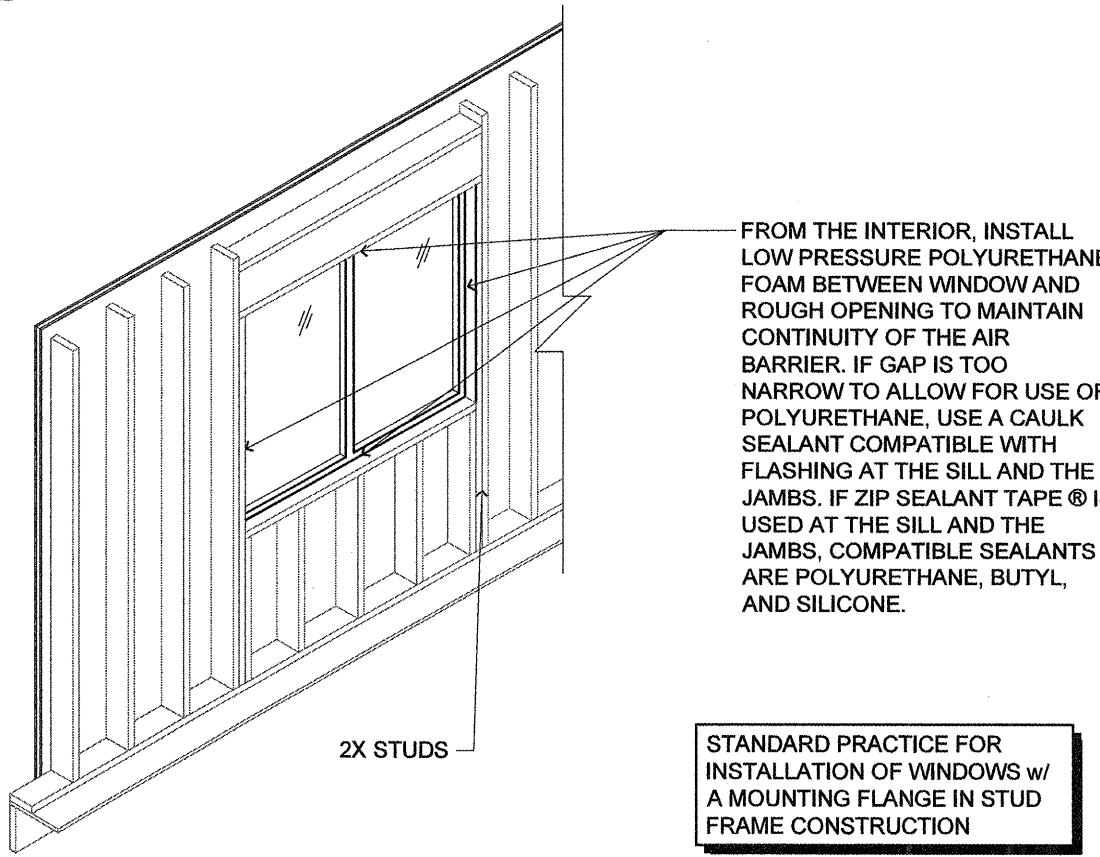 FROM THE INTERIOR, INSTALL
LOW PRESSURE POLYURETHANE
FOAM BETWEEN WINDOW AND
ROUGH OPENING TO MAINTAIN
CONTINUITY OF THE AIR
BARRIER. IF GAP IS TOO
NARROW TO ALLOW FOR USE OF
POLYURETHANE, USE A CAULK
SEALANT COMPATIBLE WITH
FLASHING AT THE SILL AND THE
JAMBS. IF ZIP SEALANT TAPE ® I
USED AT THE SILL AND THE
JAMBS, COMPATIBLE SEALANTS
ARE POLYURETHANE, BUTYL,
AND SILICONE.
2X STUDS
STANDARD PRACTICE FOR
INSTALLATION OF WINDOWS w/
A MOUNTING FLANGE IN STUD
FRAME CONSTRUCTION